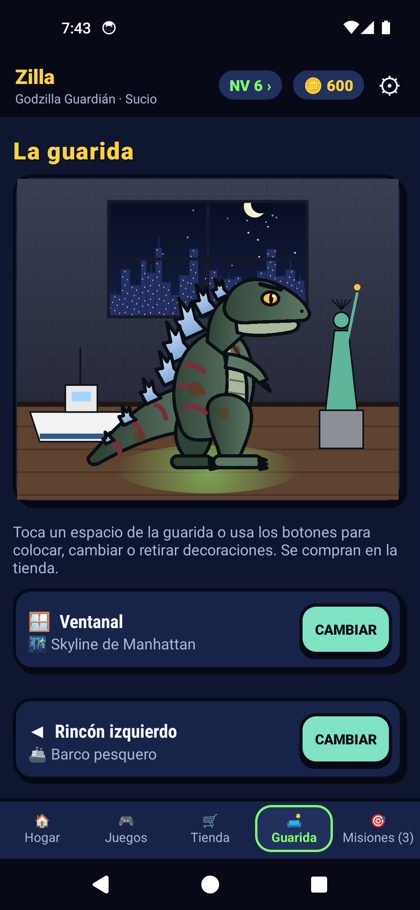 7:43
Zilla
Godzilla Guardián · Sucio
NV 6 ›
600
La guarida
Toca un espacio de la guarida o usa los botones para
colocar, cambiar o retirar decoraciones. Se compran en la
tienda.
Ventanal
Skyline de Manhattan
CAMBIAR
Rincón izquierdo
Barco pesquero
CAMBIAR
Hogar
Juegos
Tienda
Guarida
Misiones (3)